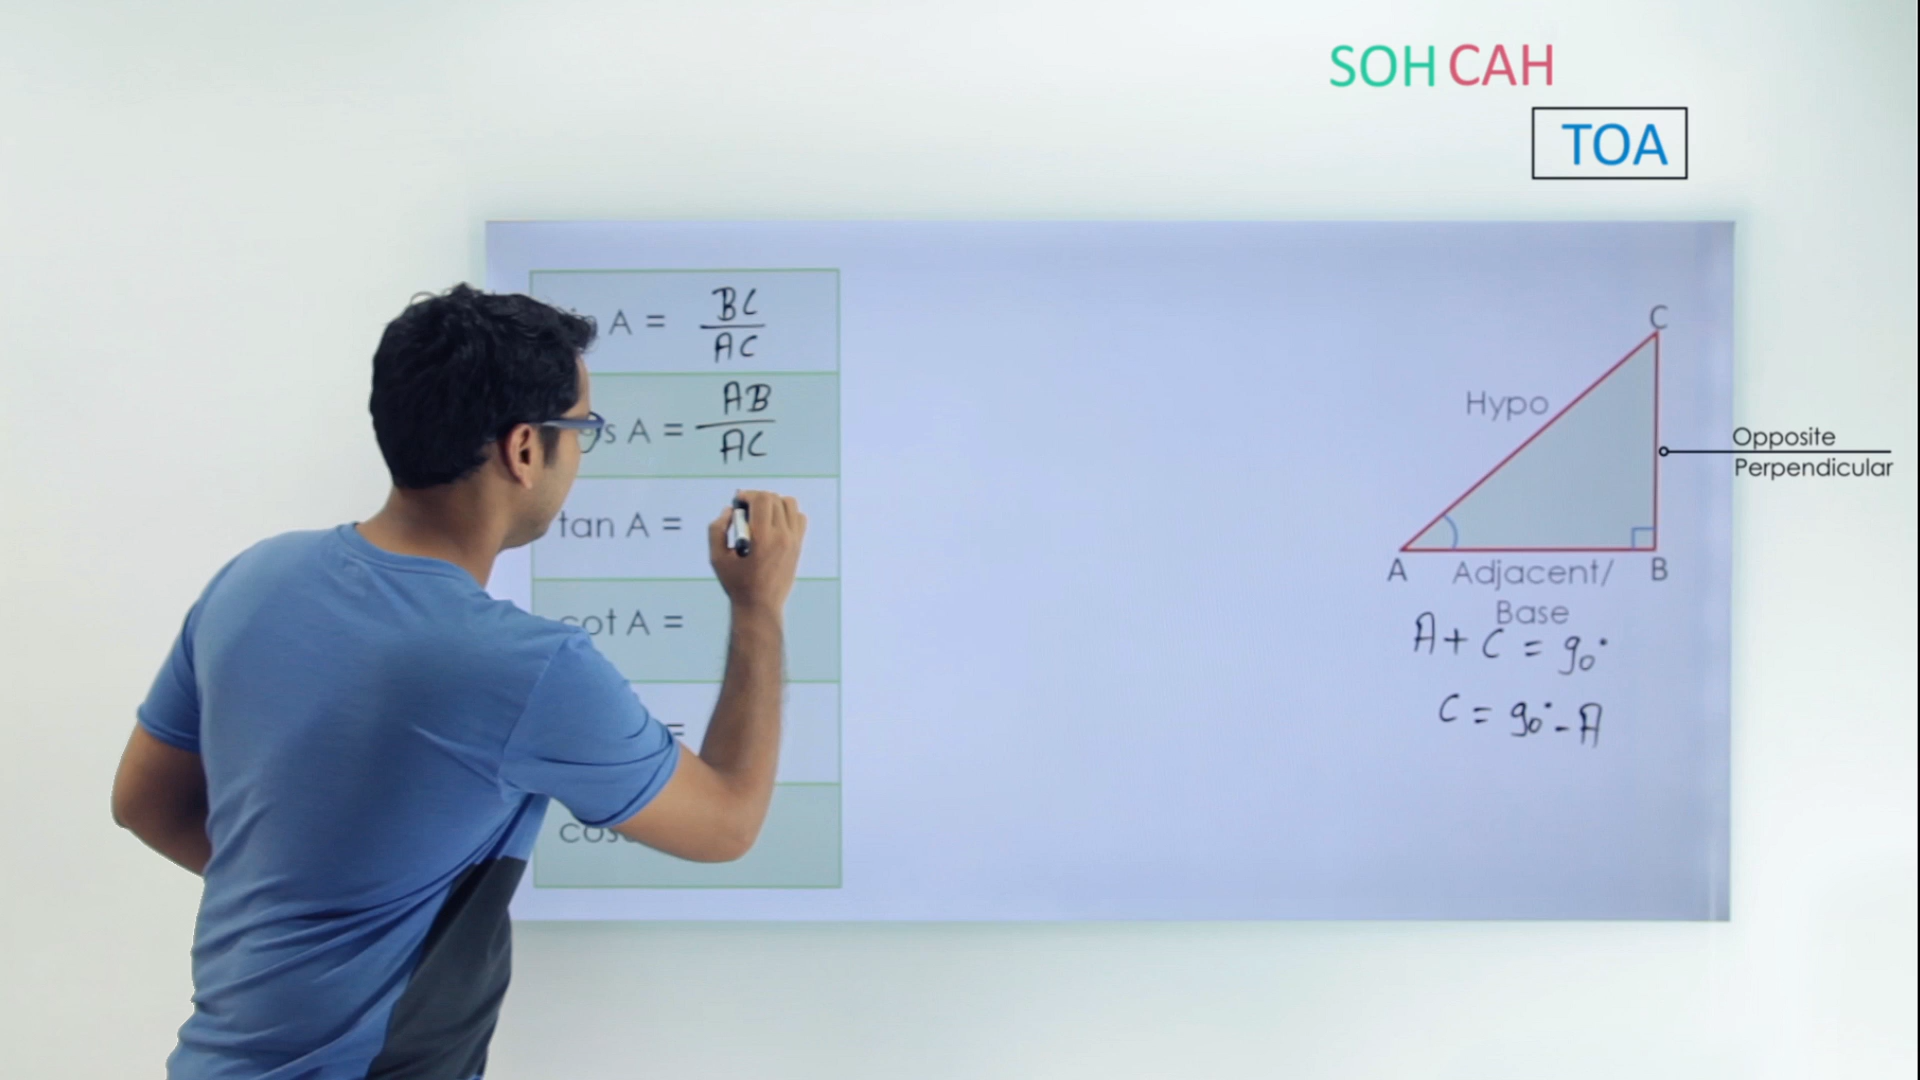 SOH CAH
TOA
A = BC/AC
A = AB/AC
tan A =
cot A =
=
C
Hypo
Opposite
Perpendicular
A
Adjacent/
B
Base
A + C = 90°
C = 90° - A